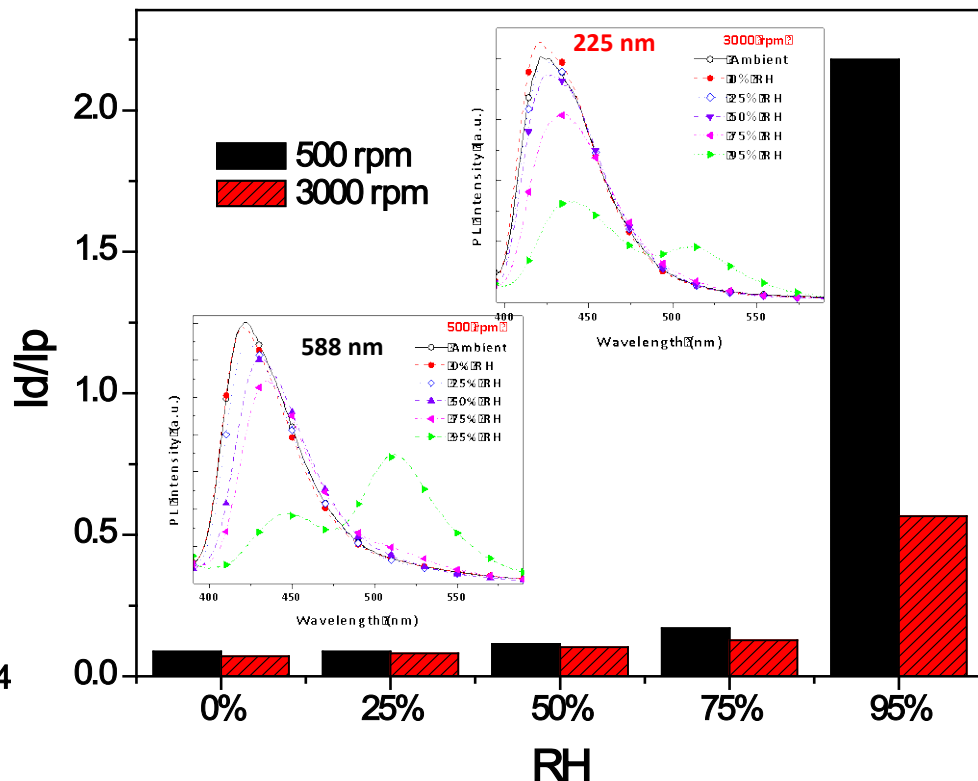 225 nm
3000 rpm
Ambient
0% RH
25% RH
50% RH
75% RH
95% RH
PL Intensity (a.u.)
400 450 500 550
Wavelength (nm)
500 rpm
3000 rpm
588 nm
500 rpm
Ambient
0% RH
25% RH
50% RH
75% RH
95% RH
PL Intensity (a.u.)
400 450 500 550
Wavelength (nm)
2.0
1.5
1.0
0.5
0.0
Id/Ip
4
0% 25% 50% 75% 95%
RH